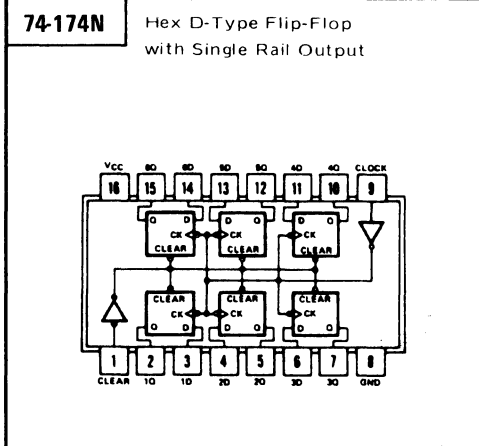 74-174N
Hex D-Type Flip-Flop
with Single Rail Output
VCC 6Q 6D 5D 5Q 4D 4Q CLOCK
16 15 14 13 12 11 10 9
Q D D Q D Q
CK CK CK
CLEAR CLEAR CLEAR
CLEAR CLEAR CLEAR
CK CK CK
Q D D Q D Q
1 2 3 4 5 6 7 8
CLEAR 1Q 1D 2D 2Q 3D 3Q GND